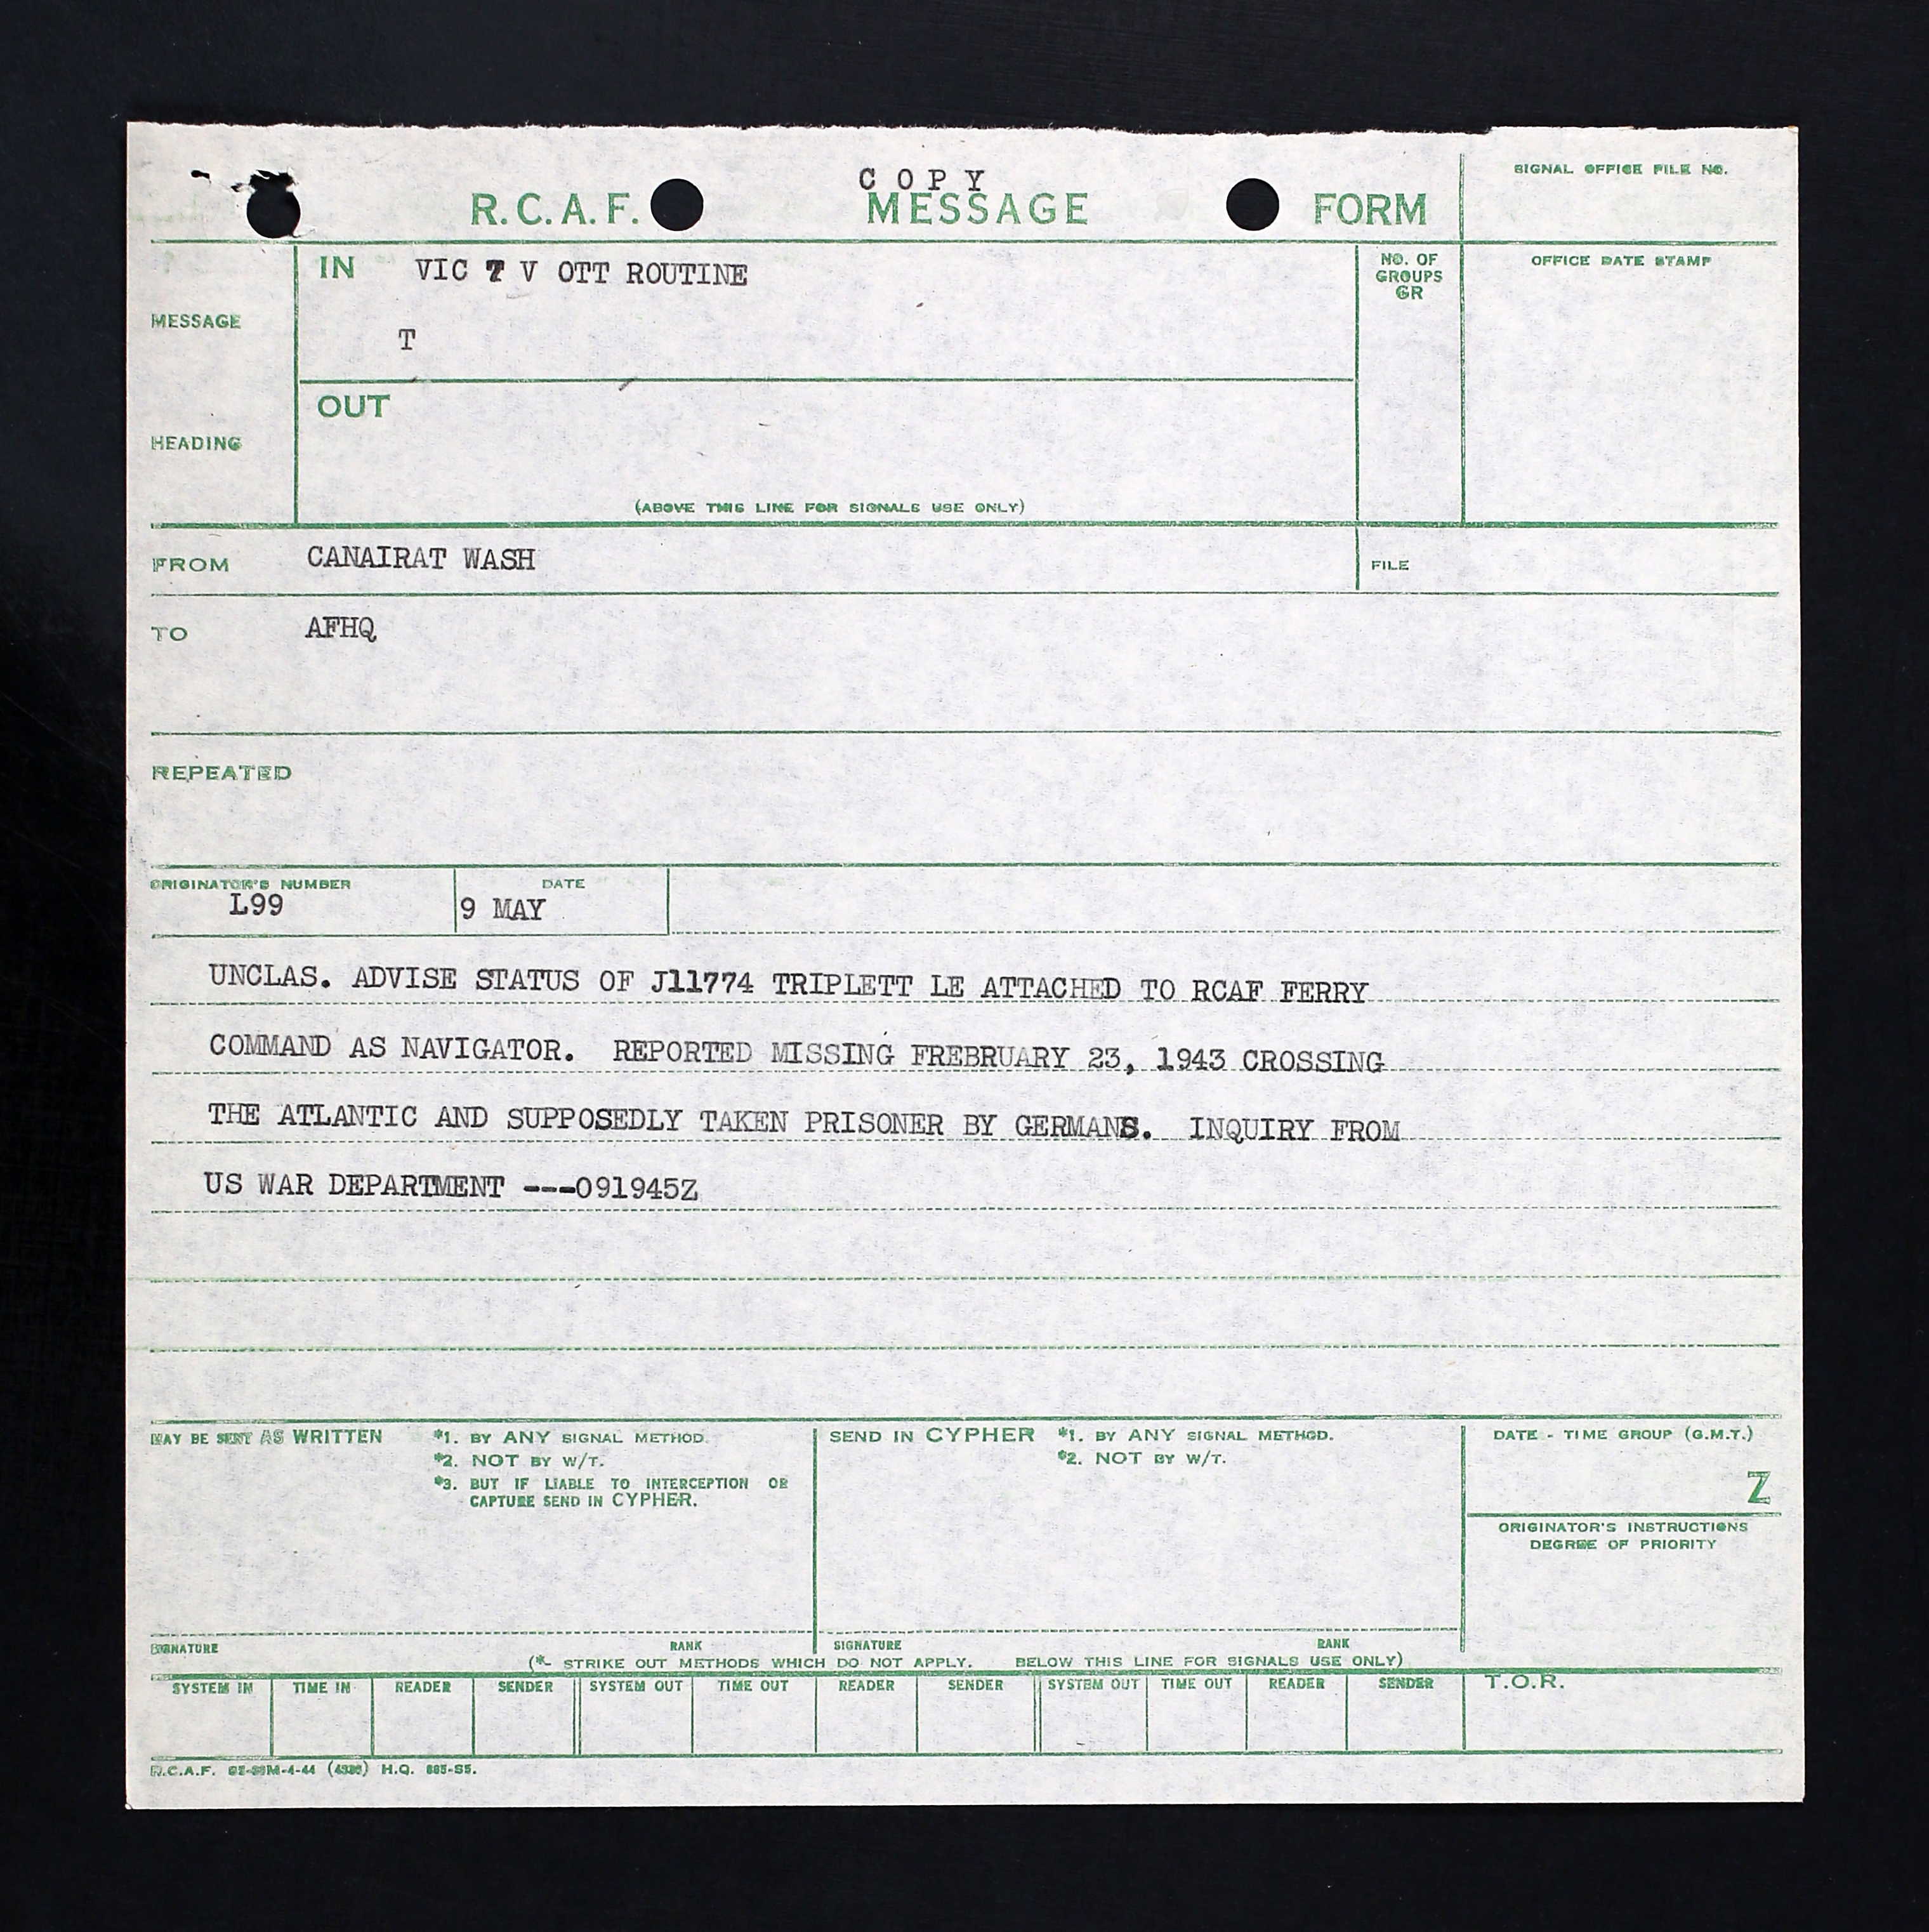 COPY
R.C.A.F. MESSAGE FORM
SIGNAL OFFICE FILE NO.
MESSAGE
HEADING
IN VIC 7 V OTT ROUTINE
T
OUT
(ABOVE THIS LINE FOR SIGNALS USE ONLY)
NO. OF
GROUPS
GR
OFFICE DATE STAMP
FROM CANAIRAT WASH
FILE
TO AFHQ
REPEATED
ORIGINATOR'S NUMBER DATE
L99 9 MAY
UNCLAS. ADVISE STATUS OF J11774 TRIPLETT LE ATTACHED TO RCAF FERRY
COMMAND AS NAVIGATOR. REPORTED MISSING FREBRUARY 23, 1943 CROSSING
THE ATLANTIC AND SUPPOSEDLY TAKEN PRISONER BY GERMANS. INQUIRY FROM
US WAR DEPARTMENT ---091945Z
MAY BE SENT AS WRITTEN *1. BY ANY SIGNAL METHOD.
*2. NOT BY W/T.
*3. BUT IF LIABLE TO INTERCEPTION OR
CAPTURE SEND IN CYPHER.
SEND IN CYPHER *1. BY ANY SIGNAL METHOD.
*2. NOT BY W/T.
DATE - TIME GROUP (G.M.T.)
Z
ORIGINATOR'S INSTRUCTIONS
DEGREE OF PRIORITY
SIGNATURE RANK SIGNATURE RANK
(*- STRIKE OUT METHODS WHICH DO NOT APPLY. BELOW THIS LINE FOR SIGNALS USE ONLY)
SYSTEM IN TIME IN READER SENDER SYSTEM OUT TIME OUT READER SENDER SYSTEM OUT TIME OUT READER SENDER T.O.R.
R.C.A.F. H.Q. 885-S5.